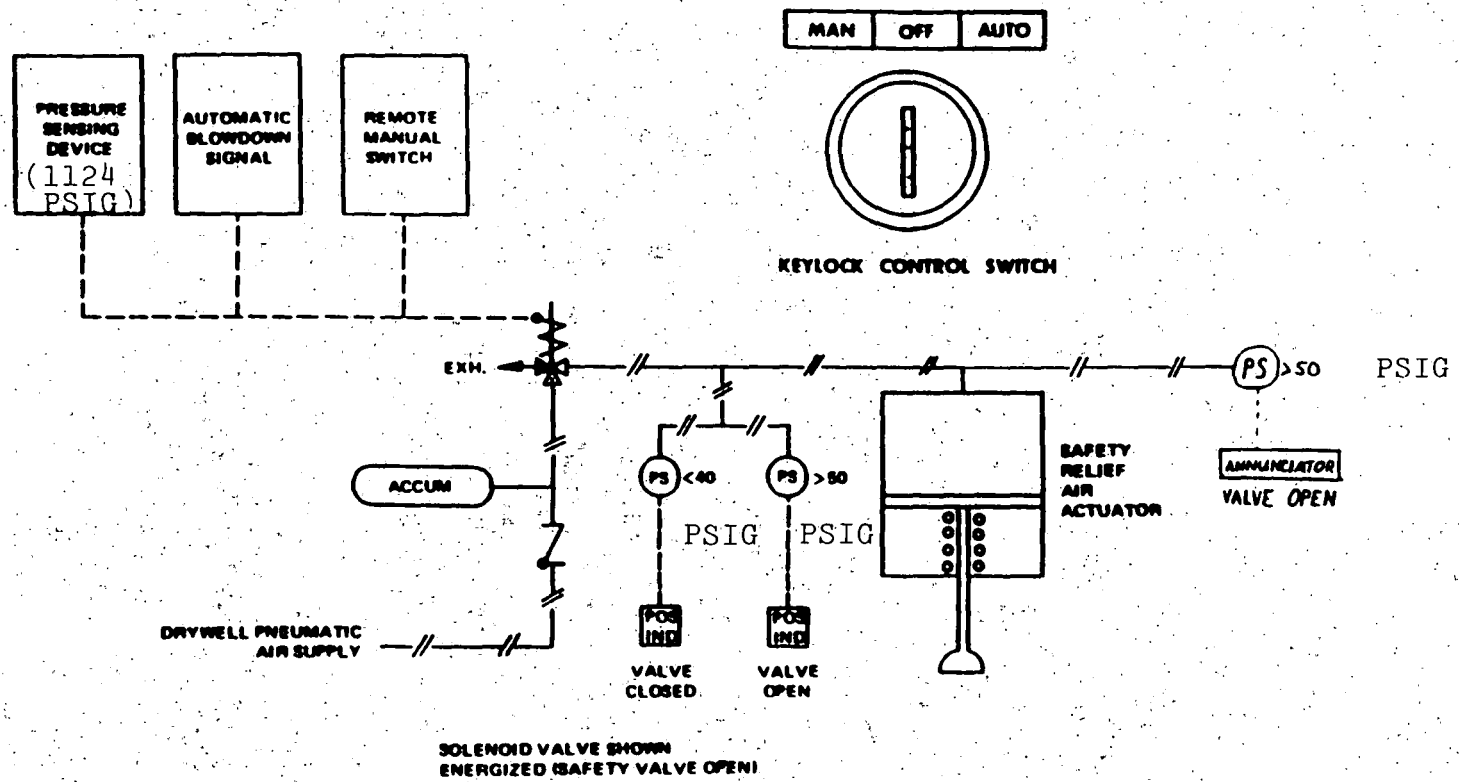 MAN OFF AUTO
PRESSURE
SENSING
DEVICE
(1124
PSIG)
AUTOMATIC
BLOWDOWN
SIGNAL
REMOTE
MANUAL
SWITCH
KEYLOCK CONTROL SWITCH
EXH.
PS >50 PSIG
ANNUNCIATOR
VALVE OPEN
ACCUM
PS <40
PSIG
PS >50
PSIG
SAFETY
RELIEF
AIR
ACTUATOR
DRYWELL PNEUMATIC
AIR SUPPLY
POS
IND
VALVE
CLOSED
POS
IND
VALVE
OPEN
SOLENOID VALVE SHOWN
ENERGIZED (SAFETY VALVE OPEN)